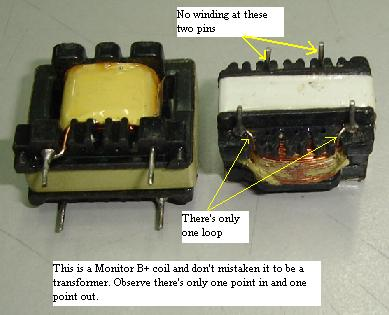 No winding at these
two pins
There's only
one loop
This is a Monitor B+ coil and don't mistaken it to be a
transformer. Observe there's only one point in and one
point out.